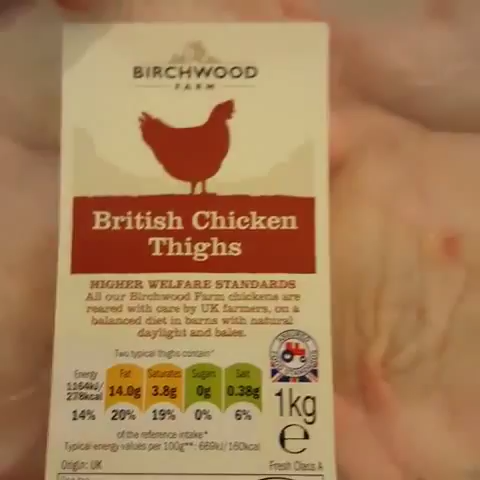 BIRCHWOOD
FARM
British Chicken
Thighs
HIGHER WELFARE STANDARDS
All our Birchwood Farm chickens are
reared with care by UK farmers, on a
balanced diet in barns with natural
daylight and bales.
Two typical thighs contain*
Energy Fat Saturates Sugars Salt
1164kJ/
278kcal 14.0g 3.8g 0g 0.38g
14% 20% 19% 0% 6%
1kg
e
of the reference intake*
Typical energy values per 100g**: 669kJ/160kcal
Origin: UK Fresh Class A